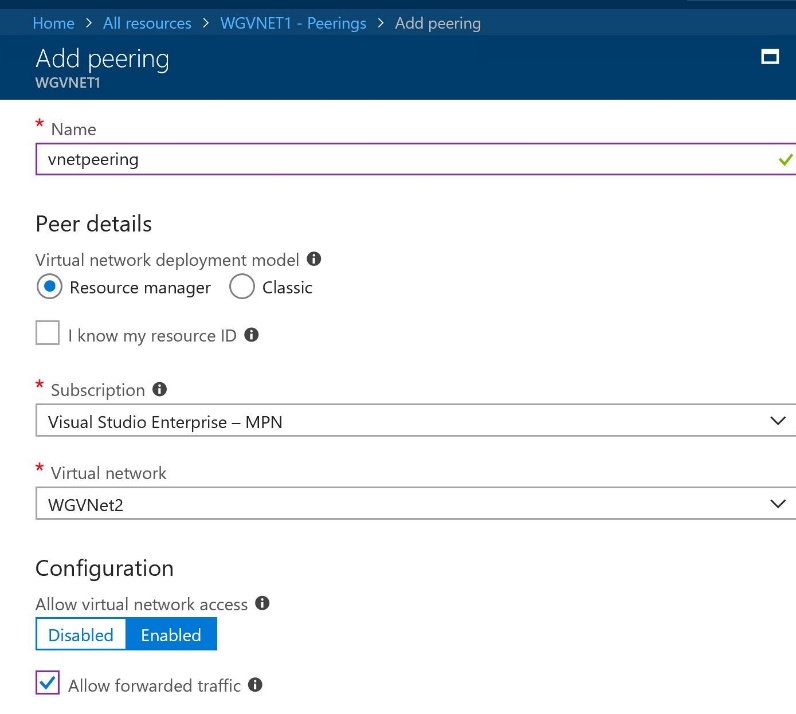 Home > All resources > WGVNET1 - Peerings > Add peering
Add peering
WGVNET1
* Name
vnetpeering
Peer details
Virtual network deployment model
Resource manager Classic
I know my resource ID
* Subscription
Visual Studio Enterprise – MPN
* Virtual network
WGVNet2
Configuration
Allow virtual network access
Disabled Enabled
Allow forwarded traffic